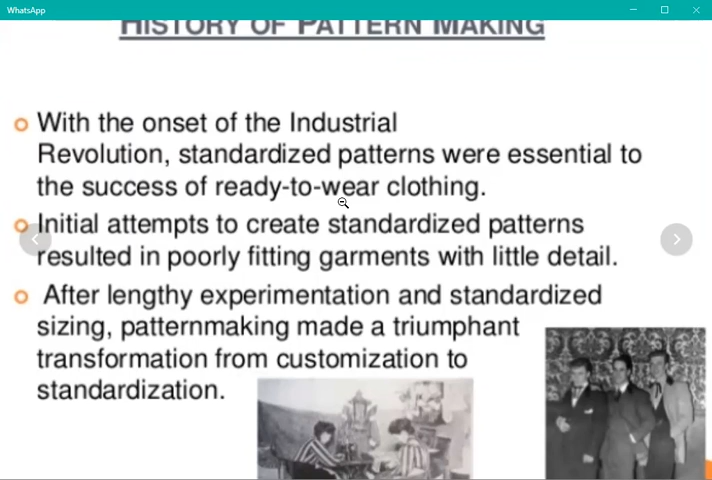 WhatsApp
HISTORY OF PATTERN MAKING
With the onset of the Industrial
Revolution, standardized patterns were essential to
the success of ready-to-wear clothing.
Initial attempts to create standardized patterns
resulted in poorly fitting garments with little detail.
After lengthy experimentation and standardized
sizing, patternmaking made a triumphant
transformation from customization to
standardization.